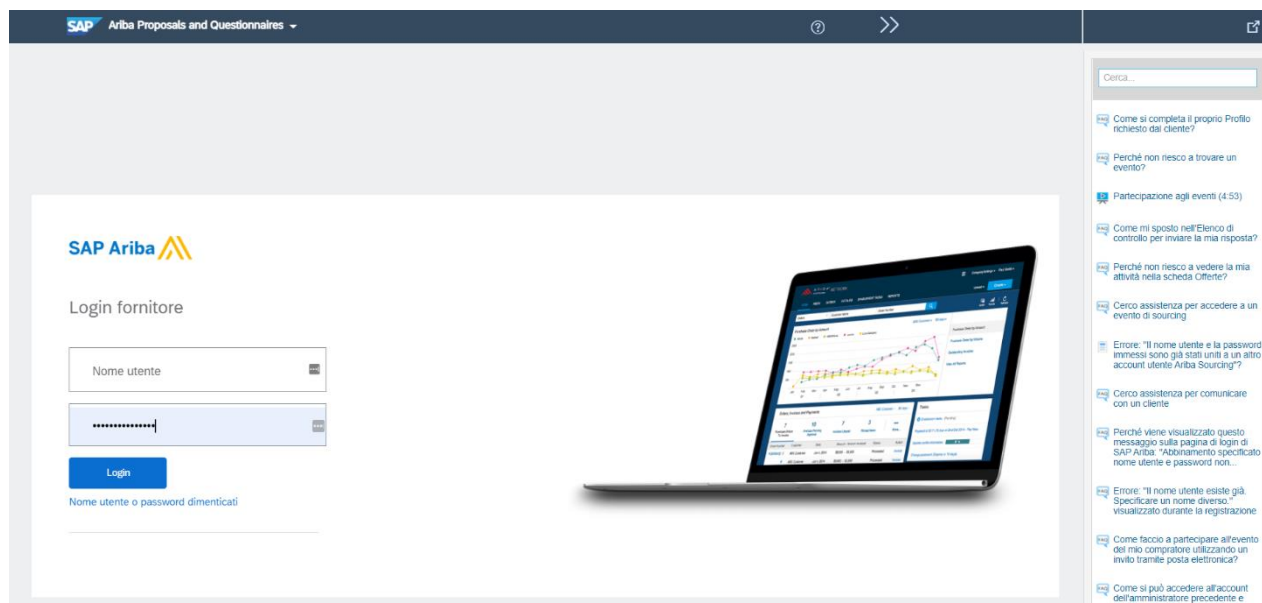 SAP Ariba Proposals and Questionnaires
Cerca...
Come si completa il proprio Profilo
richiesto dal cliente?
Perché non riesco a trovare un
evento?
Partecipazione agli eventi (4:53)
Come mi sposto nell'Elenco di
controllo per inviare la mia risposta?
Perché non riesco a vedere la mia
attività nella scheda Offerte?
Cerco assistenza per accedere a un
evento di sourcing
Errore: "Il nome utente e la password
immessi sono già stati uniti a un altro
account utente Ariba Sourcing"?
Cerco assistenza per comunicare
con un cliente
Perché viene visualizzato questo
messaggio sulla pagina di login di
SAP Ariba: "Abbinamento specificato
nome utente e password non...
Errore: "Il nome utente esiste già.
Specificare un nome diverso."
visualizzato durante la registrazione
Come faccio a partecipare all'evento
del mio compratore utilizzando un
invito tramite posta elettronica?
Come si può accedere all'account
dell'amministratore precedente e
SAP Ariba
Login fornitore
Nome utente
Login
Nome utente o password dimenticati